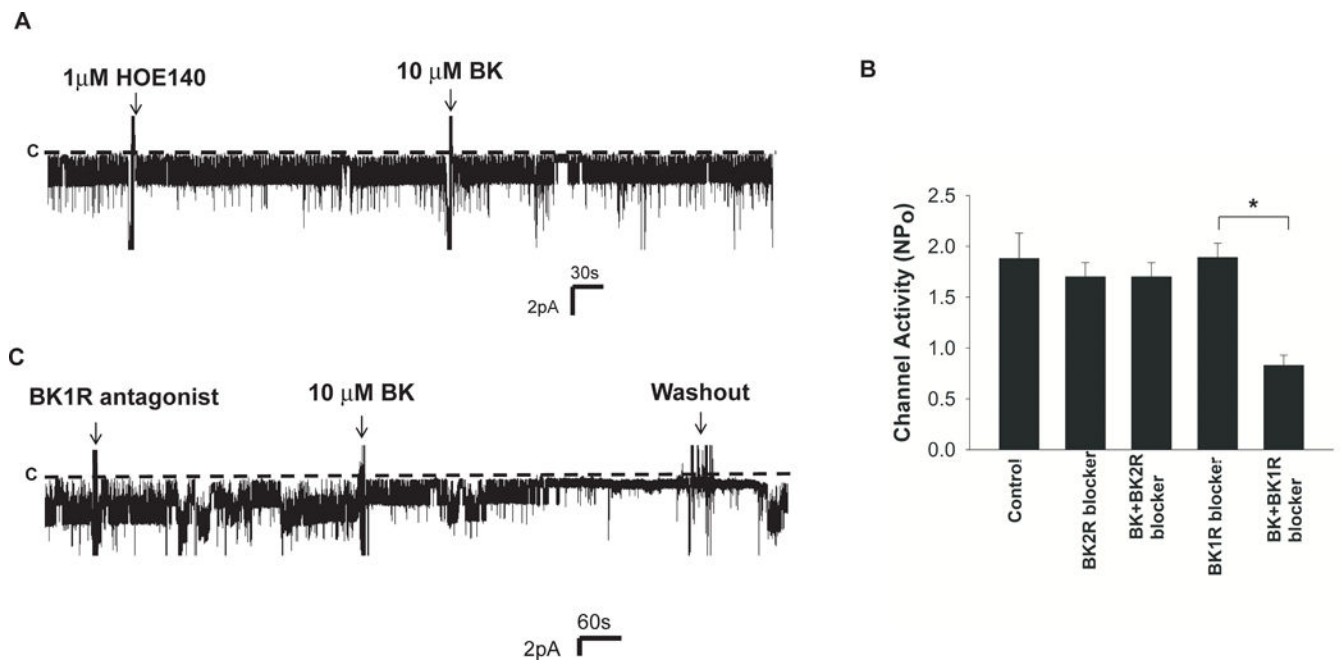 A
1μM HOE140
10 μM BK
C
30s
2pA
B
Channel Activity (NPO)
2.5
2.0
1.5
1.0
0.5
0.0
*
Control
BK2R blocker
BK+BK2R
blocker
BK1R blocker
BK+BK1R
blocker
C
BK1R antagonist
10 μM BK
Washout
C
60s
2pA